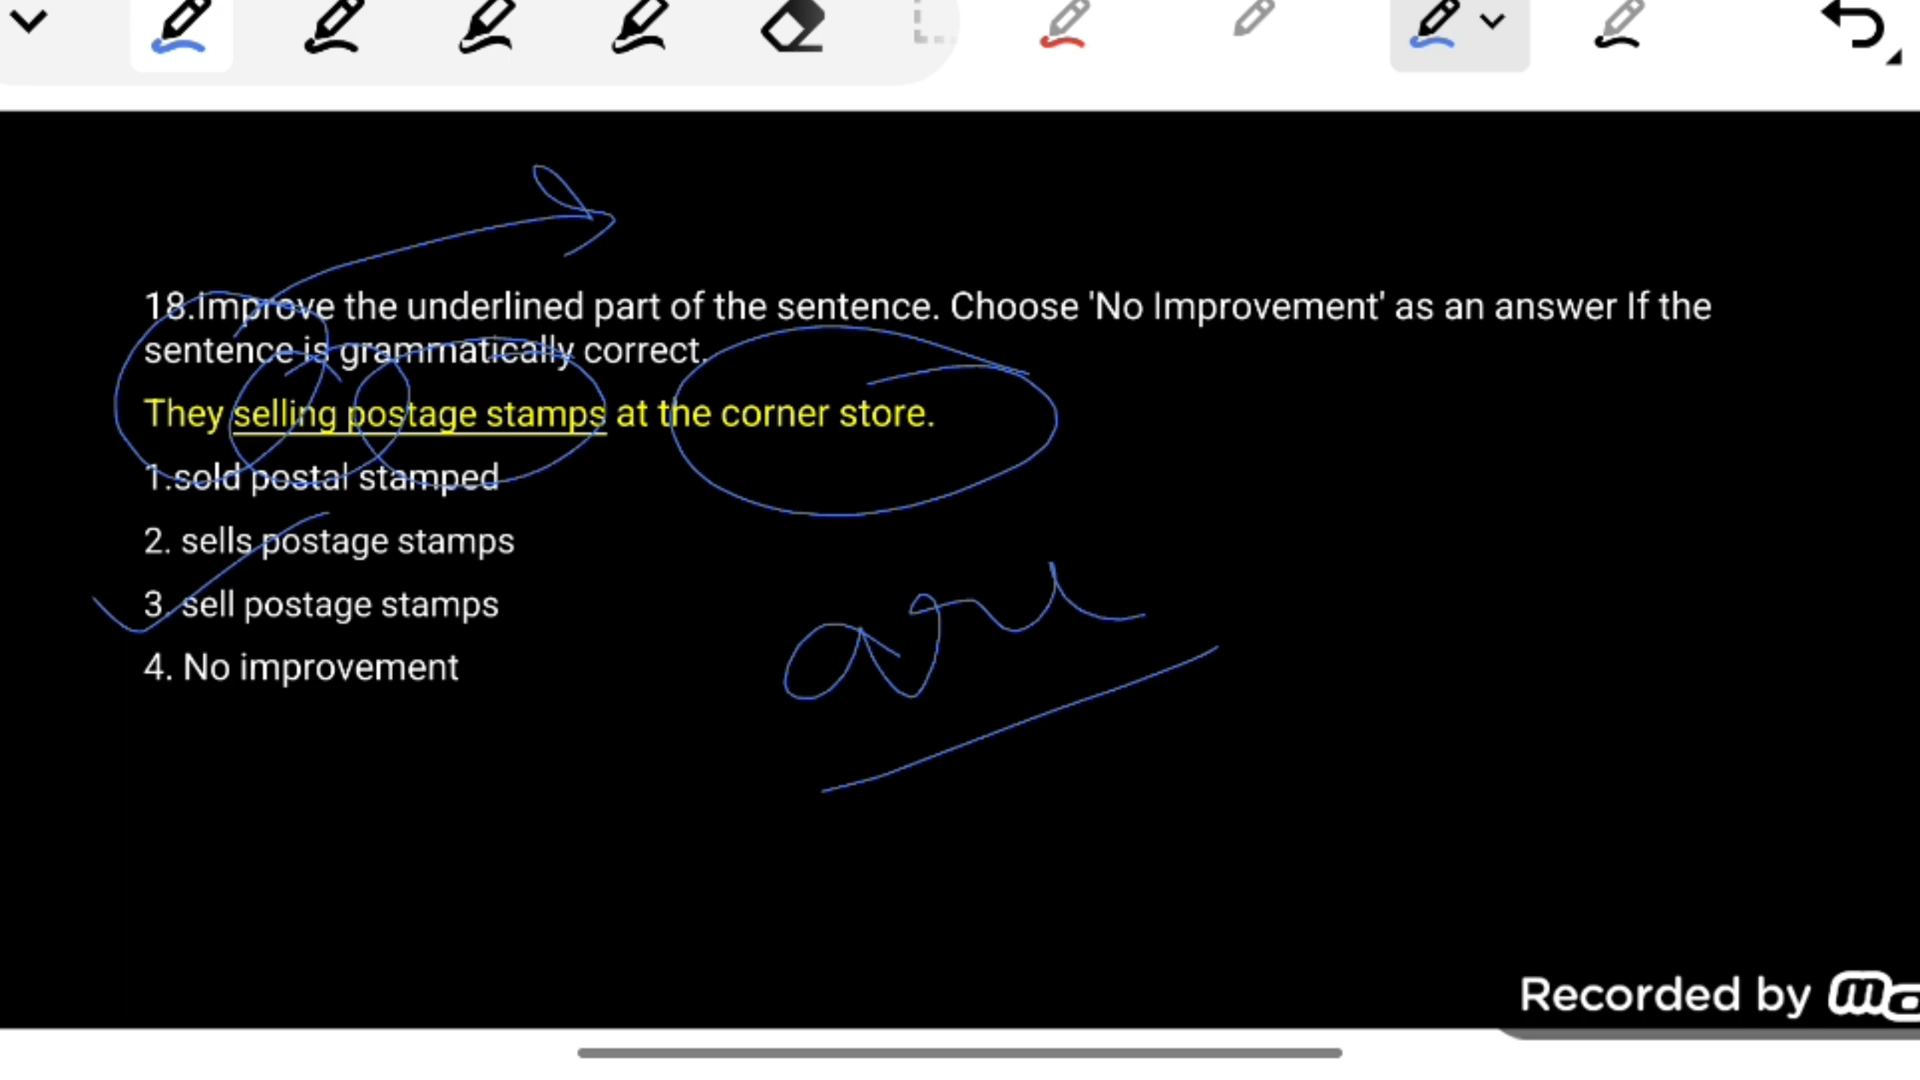 18.Improve the underlined part of the sentence. Choose 'No Improvement' as an answer If the
sentence is grammatically correct.
They selling postage stamps at the corner store.
1.sold postal stamped
2. sells postage stamps
3. sell postage stamps
4. No improvement
Recorded by